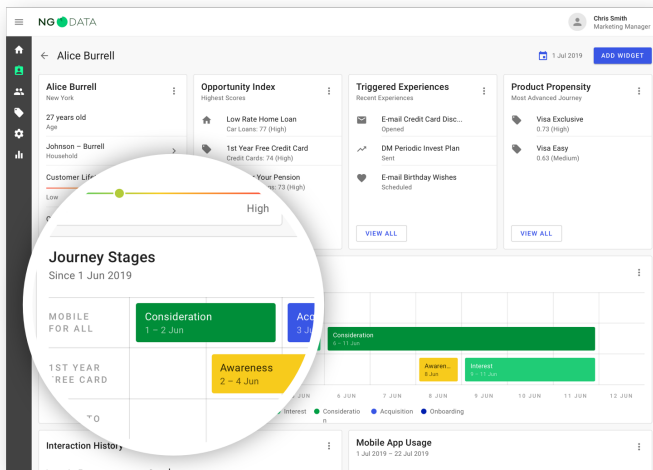 NG DATA
Chris Smith
Marketing Manager
← Alice Burrell
1 Jul 2019
ADD WIDGET
Alice Burrell
New York
27 years old
Age
Johnson – Burrell
Household
Customer Life
Low
Opportunity Index
Highest Scores
Low Rate Home Loan
Car Loans: 77 (High)
1st Year Free Credit Card
Credit Cards: 74 (High)
Your Pension
73 (High)
Triggered Experiences
Recent Experiences
E-mail Credit Card Disc...
Opened
DM Periodic Invest Plan
Sent
E-mail Birthday Wishes
Scheduled
VIEW ALL
Product Propensity
Most Advanced Journey
Visa Exclusive
0.73 (High)
Visa Easy
0.63 (Medium)
VIEW ALL
High
Journey Stages
Since 1 Jun 2019
MOBILE
FOR ALL
Consideration
1 – 2 Jun
Acq
3 Ju
1ST YEAR
FREE CARD
Awareness
2 – 4 Jun
TO
Consideration
6 – 11 Jun
Awaren...
8 Jun
Interest
9 – 11 Jun
JUN
6 JUN
7 JUN
8 JUN
9 JUN
10 JUN
11 JUN
12 JUN
Interest
Consideratio
n
Acquisition
Onboarding
Interaction History
Mobile App Usage
1 Jul 2019 – 22 Jul 2019